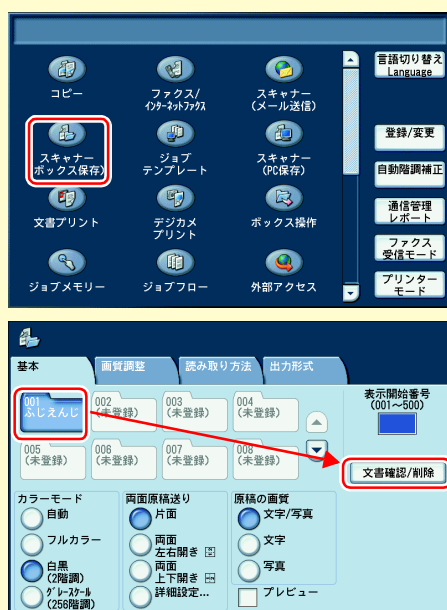 言語切り替え
Language
コピー
ファクス/
インターネットファクス
スキャナー
(メール送信)
登録/変更
スキャナー
(ボックス保存)
ジョブ
テンプレート
スキャナー
(PC保存)
自動階調補正
文書プリント
デジカメ
プリント
ボックス操作
通信管理
レポート
ファクス
受信モード
ジョブメモリー
ジョブフロー
外部アクセス
プリンター
モード
基本
画質調整
読み取り方法
出力形式
001
ふじえんじ
002
(未登録)
003
(未登録)
004
(未登録)
表示開始番号
(001~500)
005
(未登録)
006
(未登録)
007
(未登録)
008
(未登録)
文書確認/削除
カラーモード
自動
フルカラー
白黒
(2階調)
グレースケール
(256階調)
両面原稿送り
片面
両面
左右開き
両面
上下開き
詳細設定...
原稿の画質
文字/写真
文字
写真
プレビュー